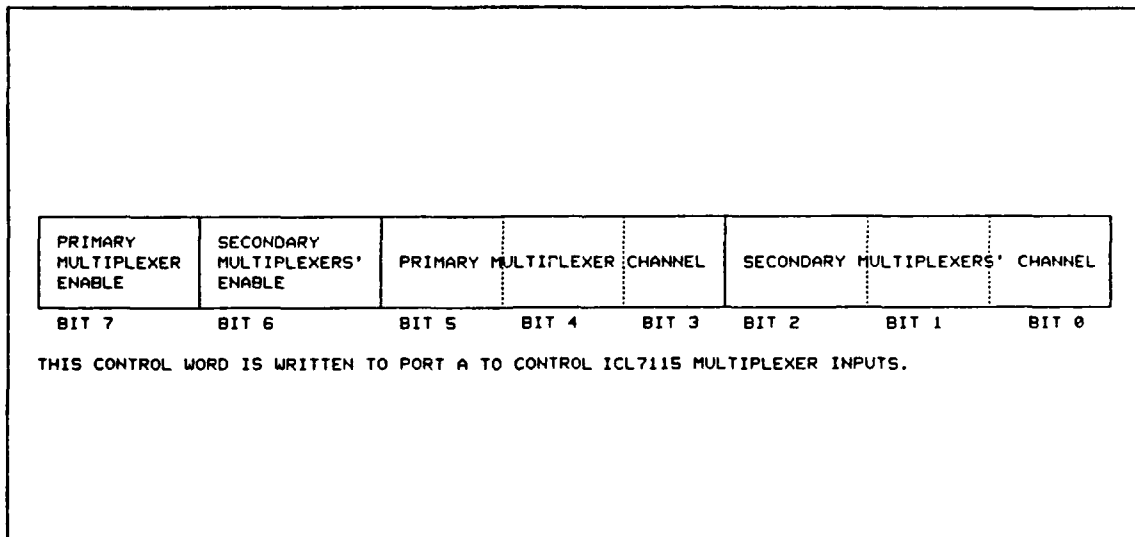 PRIMARY MULTIPLEXER ENABLE
SECONDARY MULTIPLEXERS' ENABLE
PRIMARY MULTIPLEXER CHANNEL
SECONDARY MULTIPLEXERS' CHANNEL
BIT 7 BIT 6 BIT 5 BIT 4 BIT 3 BIT 2 BIT 1 BIT 0
THIS CONTROL WORD IS WRITTEN TO PORT A TO CONTROL ICL7115 MULTIPLEXER INPUTS.